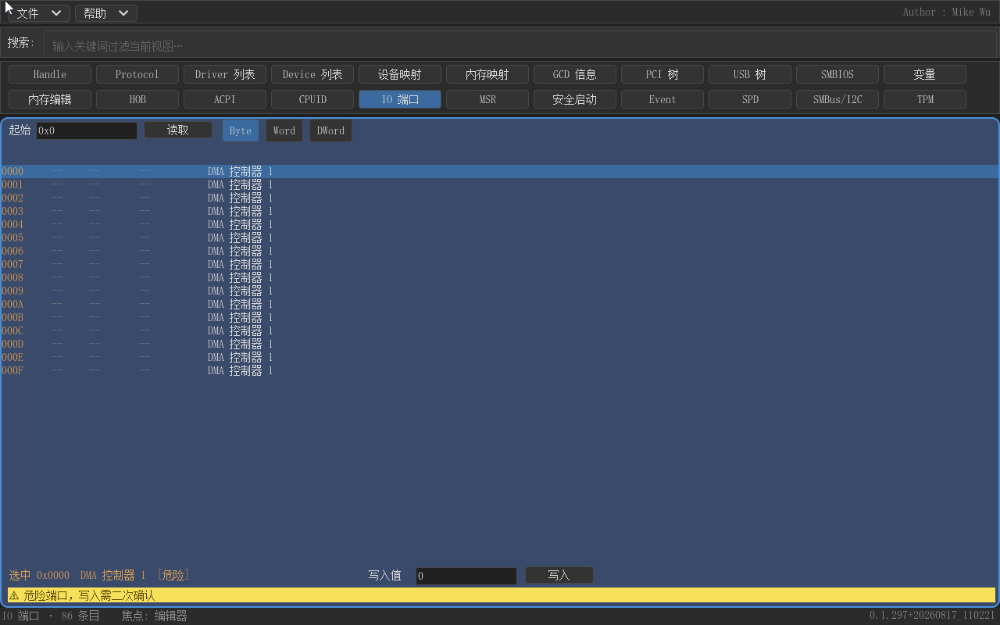 文件 帮助 Author : Mike Wu
搜索: 输入关键词过滤当前视图…
Handle Protocol Driver 列表 Device 列表 设备映射 内存映射 GCD 信息 PCI 树 USB 树 SMBIOS 变量
内存编辑 HOB ACPI CPUID IO 端口 MSR 安全启动 Event SPD SMBus/I2C TPM
起始 0x0 读取 Byte Word DWord
0000 -- -- -- DMA 控制器 1
0001 -- -- -- DMA 控制器 1
0002 -- -- -- DMA 控制器 1
0003 -- -- -- DMA 控制器 1
0004 -- -- -- DMA 控制器 1
0005 -- -- -- DMA 控制器 1
0006 -- -- -- DMA 控制器 1
0007 -- -- -- DMA 控制器 1
0008 -- -- -- DMA 控制器 1
0009 -- -- -- DMA 控制器 1
000A -- -- -- DMA 控制器 1
000B -- -- -- DMA 控制器 1
000C -- -- -- DMA 控制器 1
000D -- -- -- DMA 控制器 1
000E -- -- -- DMA 控制器 1
000F -- -- -- DMA 控制器 1
选中 0x0000 DMA 控制器 1 [危险] 写入值 0 写入
⚠ 危险端口，写入需二次确认
IO 端口 · 86 条目 焦点: 编辑器 0.1.297+20260817_110221